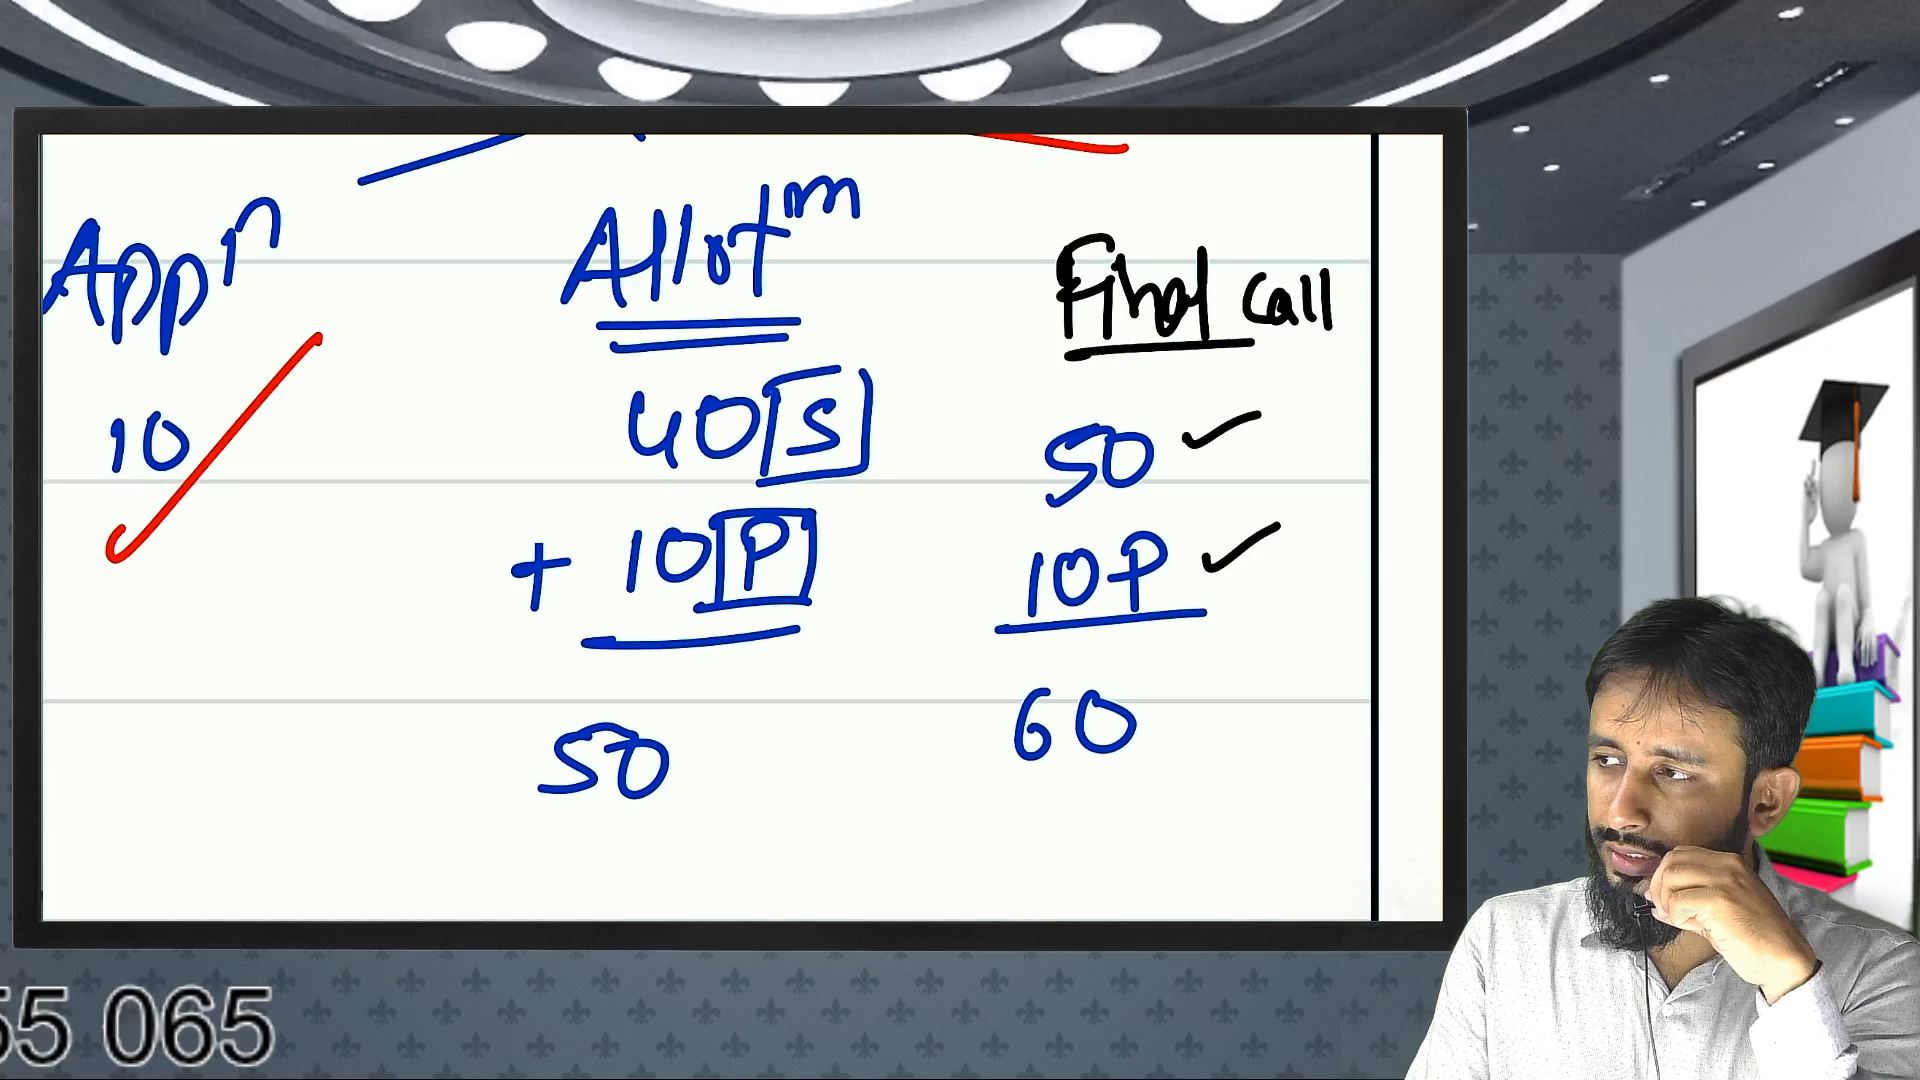 Appⁿ Allotᵐ Final call
10 40 S 50
+ 10 P 10 P
50 60
55 065